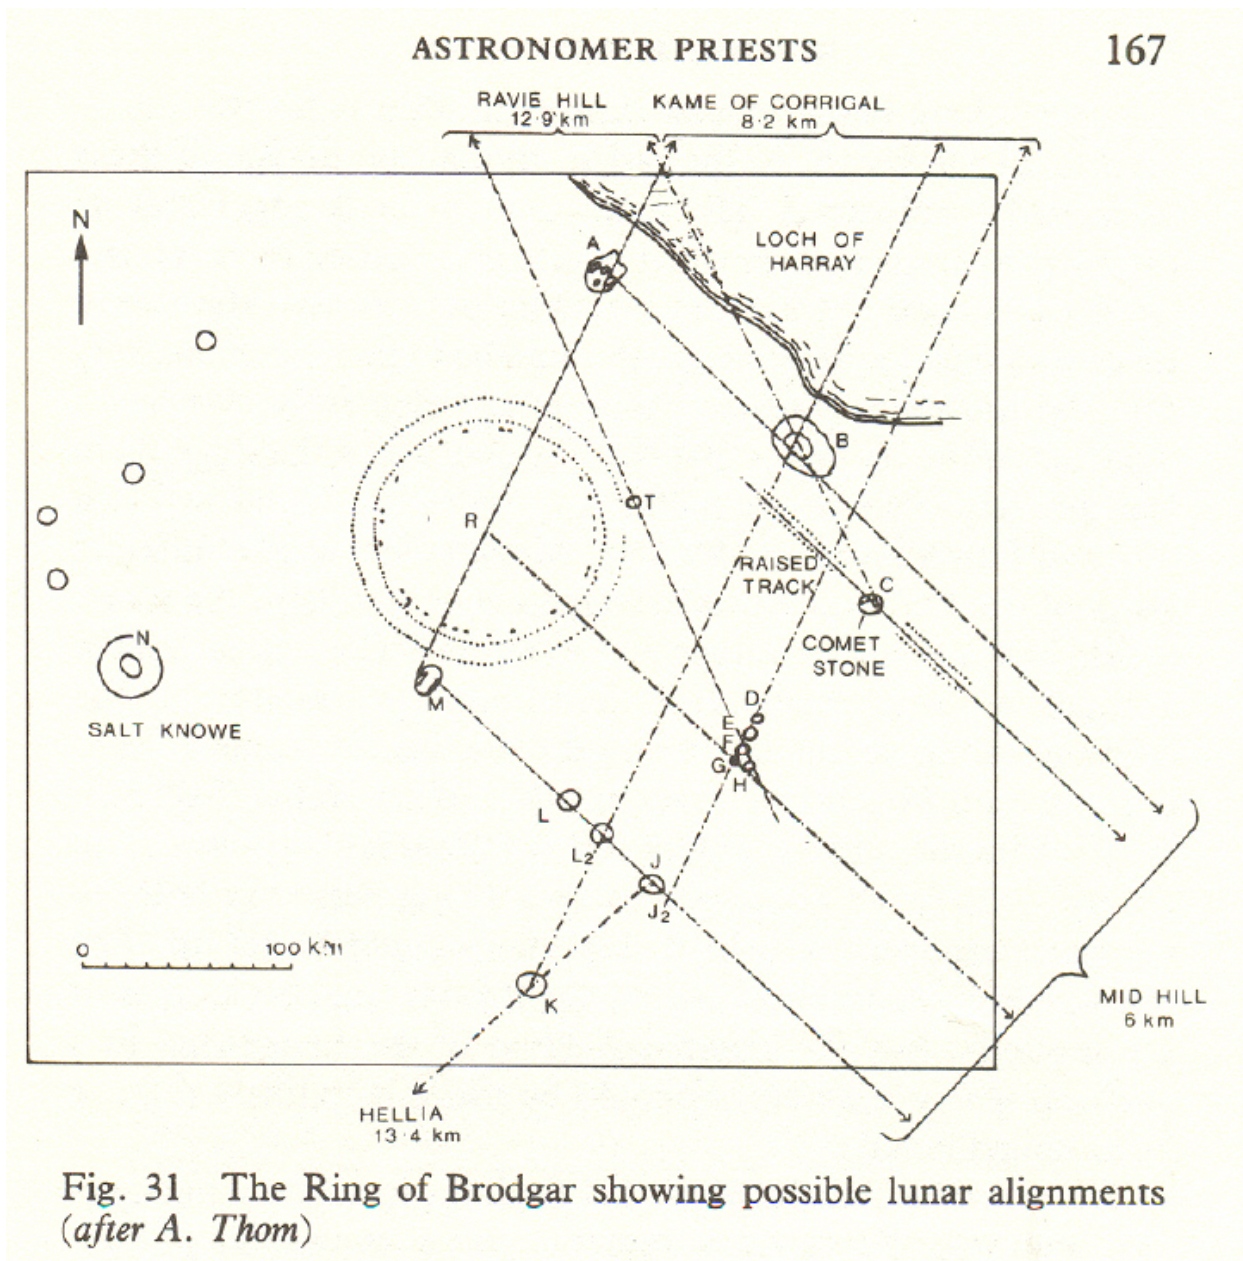 ASTRONOMER PRIESTS 167
RAVIE HILL
12·9 km
KAME OF CORRIGAL
8·2 km
N
A
LOCH OF
HARRAY
B
T
R
RAISED
TRACK
C
COMET
STONE
N
SALT KNOWE
M
D
E
F
G
H
L
L2
J
J2
K
0 100 km
MID HILL
6 km
HELLIA
13·4 km
Fig. 31 The Ring of Brodgar showing possible lunar alignments
(after A. Thom)